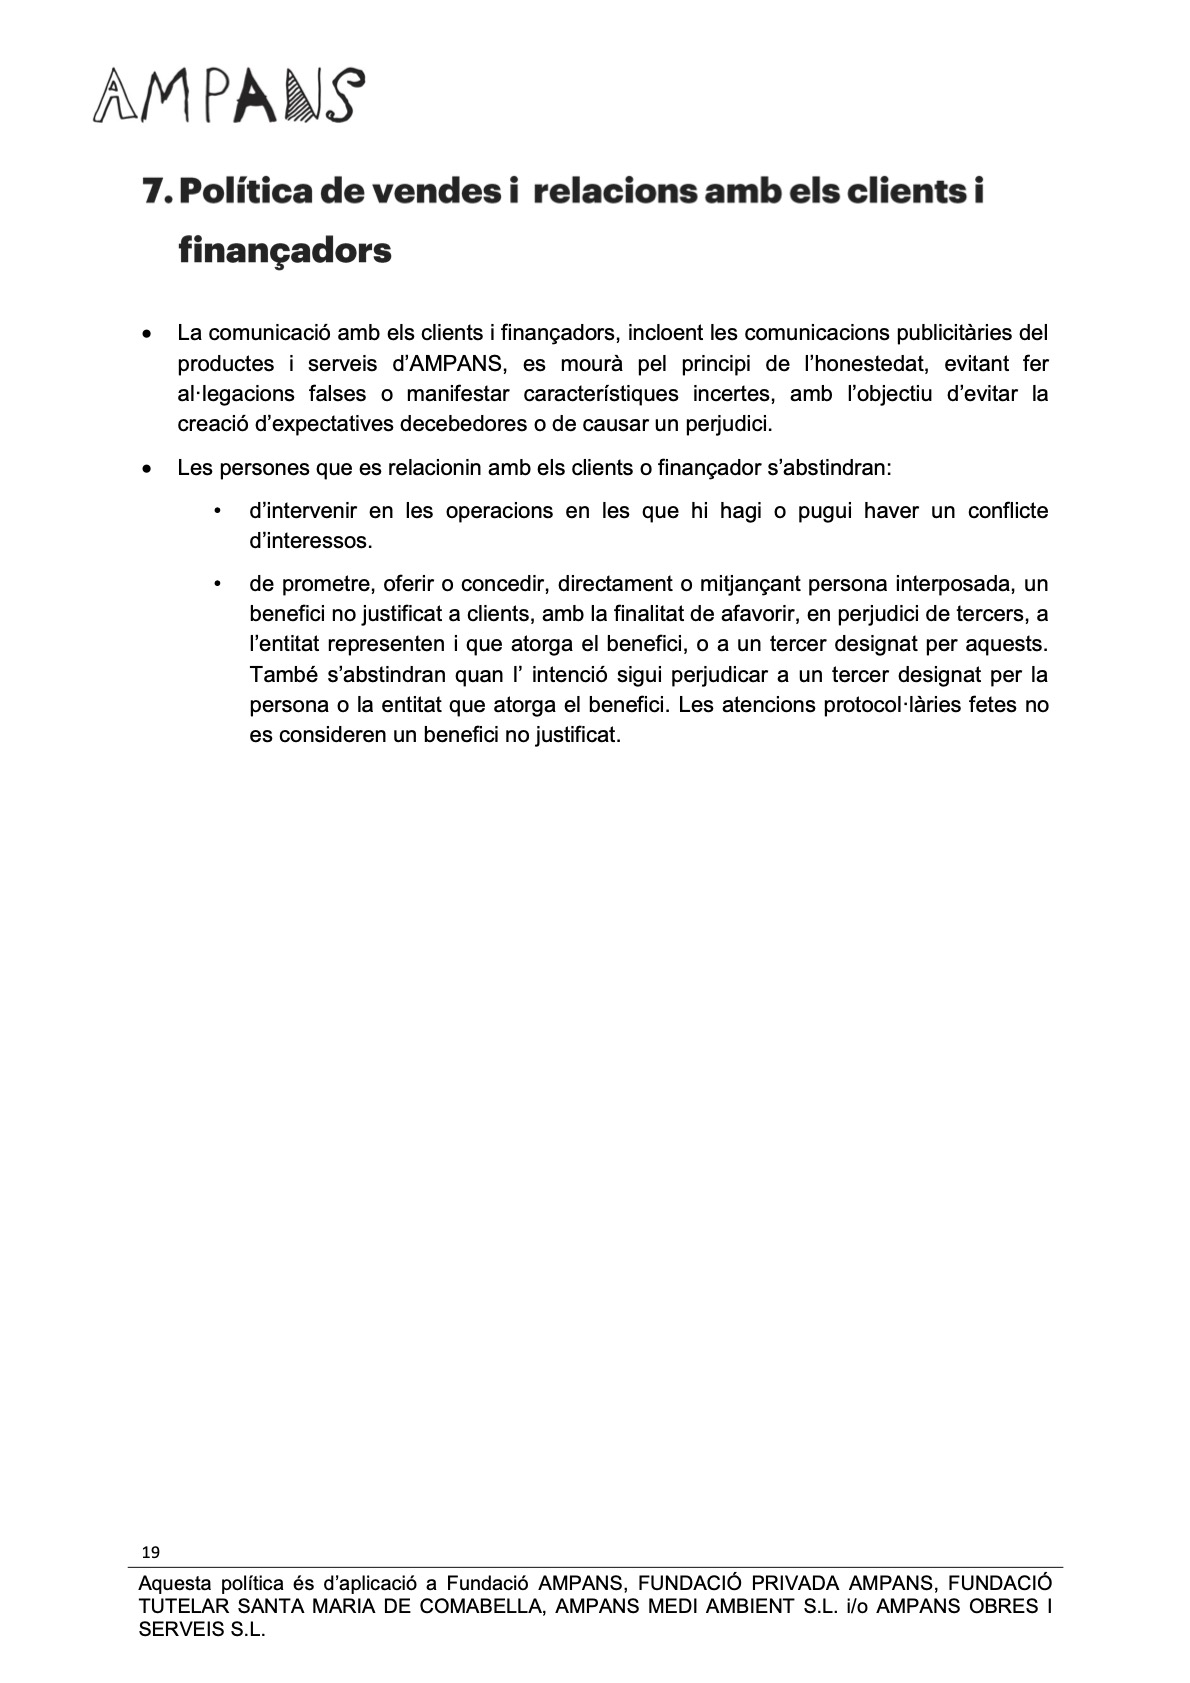 AMPANS
7. Política de vendes i relacions amb els clients i
finançadors
• La comunicació amb els clients i finançadors, incloent les comunicacions publicitàries del
productes i serveis d’AMPANS, es mourà pel principi de l’honestedat, evitant fer
al·legacions falses o manifestar característiques incertes, amb l’objectiu d’evitar la
creació d’expectatives decebedores o de causar un perjudici.
• Les persones que es relacionin amb els clients o finançador s’abstindran:
• d’intervenir en les operacions en les que hi hagi o pugui haver un conflicte
d’interessos.
• de prometre, oferir o concedir, directament o mitjançant persona interposada, un
benefici no justificat a clients, amb la finalitat de afavorir, en perjudici de tercers, a
l’entitat representen i que atorga el benefici, o a un tercer designat per aquests.
També s’abstindran quan l’ intenció sigui perjudicar a un tercer designat per la
persona o la entitat que atorga el benefici. Les atencions protocol·làries fetes no
es consideren un benefici no justificat.
19
Aquesta política és d’aplicació a Fundació AMPANS, FUNDACIÓ PRIVADA AMPANS, FUNDACIÓ
TUTELAR SANTA MARIA DE COMABELLA, AMPANS MEDI AMBIENT S.L. i/o AMPANS OBRES I
SERVEIS S.L.